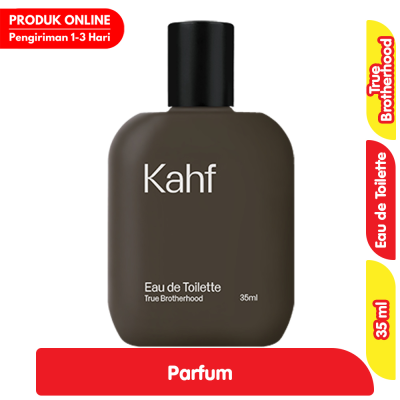 PRODUK ONLINE
Pengiriman 1-3 Hari
Kahf
Eau de Toilette
True Brotherhood
35ml
True
Brotherhood
Eau de Toilette
35 ml
Parfum